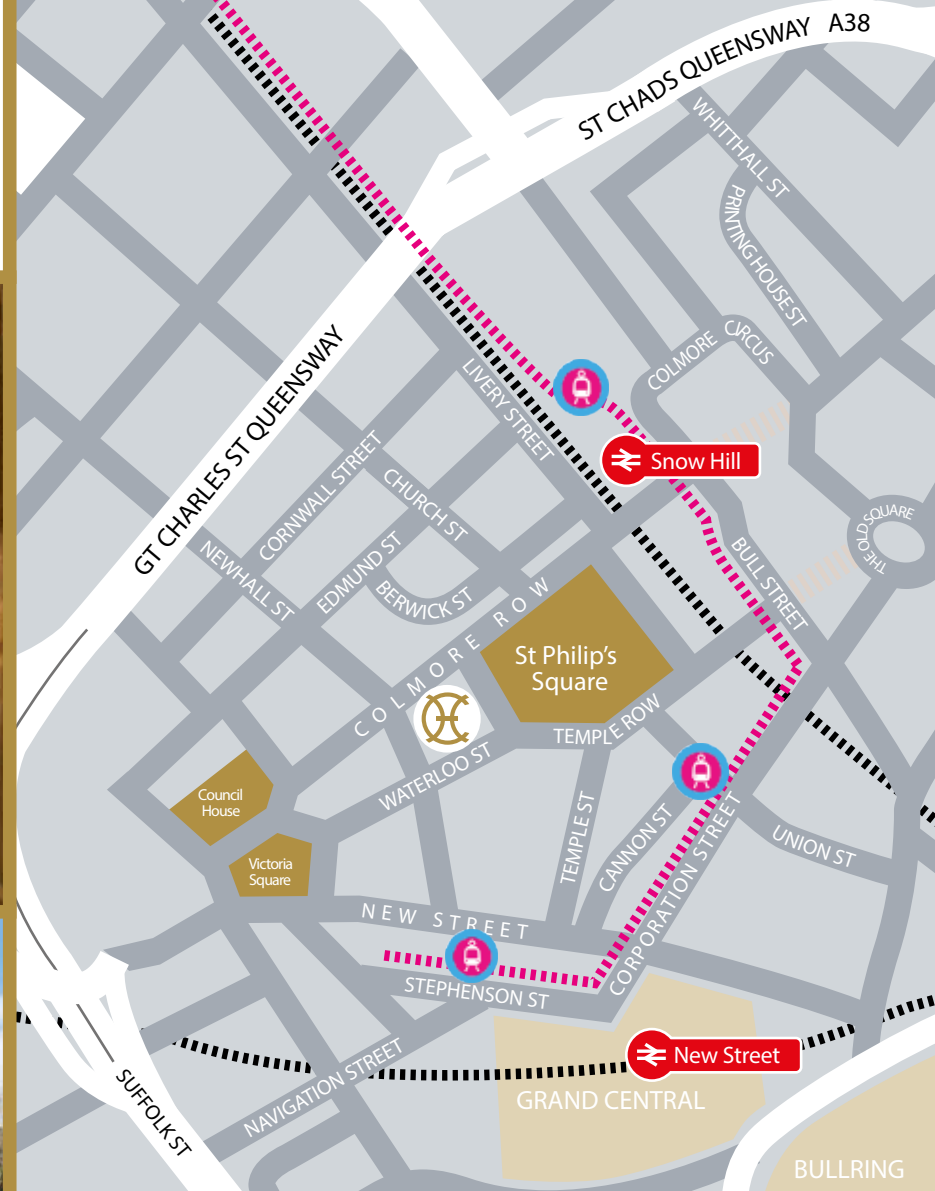 ST CHADS QUEENSWAY A38
WHITTHALL ST
PRINTING HOUSE ST
COLMORE CIRCUS
GT CHARLES ST QUEENSWAY
LIVERY STREET
Snow Hill
CORNWALL STREET
CHURCH ST
THE OLD SQUARE
NEWHALL ST
EDMUND ST
BERWICK ST
BULL STREET
COLMORE ROW
St Philip's
Square
TEMPLE ROW
WATERLOO ST
Council
House
TEMPLE ST
CANNON ST
CORPORATION STREET
UNION ST
Victoria
Square
NEW STREET
STEPHENSON ST
New Street
NAVIGATION STREET
SUFFOLK ST
GRAND CENTRAL
BULLRING